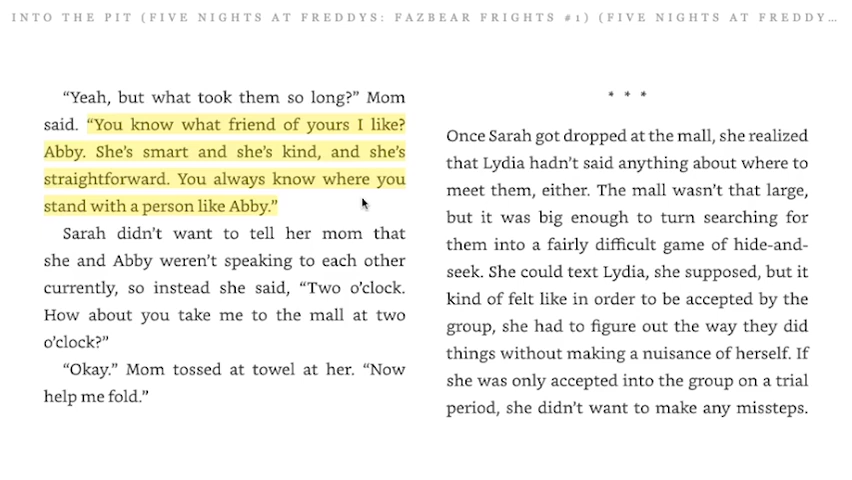 INTO THE PIT (FIVE NIGHTS AT FREDDYS: FAZBEAR FRIGHTS #1) (FIVE NIGHTS AT FREDDY…
“Yeah, but what took them so long?” Mom
said. “You know what friend of yours I like?
Abby. She’s smart and she’s kind, and she’s
straightforward. You always know where you
stand with a person like Abby.”
Sarah didn’t want to tell her mom that
she and Abby weren’t speaking to each other
currently, so instead she said, “Two o’clock.
How about you take me to the mall at two
o’clock?”
“Okay.” Mom tossed at towel at her. “Now
help me fold.”
* * *
Once Sarah got dropped at the mall, she realized
that Lydia hadn’t said anything about where to
meet them, either. The mall wasn’t that large,
but it was big enough to turn searching for
them into a fairly difficult game of hide-and-
seek. She could text Lydia, she supposed, but it
kind of felt like in order to be accepted by the
group, she had to figure out the way they did
things without making a nuisance of herself. If
she was only accepted into the group on a trial
period, she didn’t want to make any missteps.